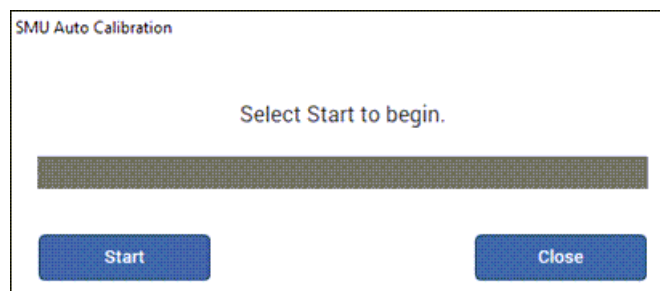 SMU Auto Calibration
Select Start to begin.
Start
Close